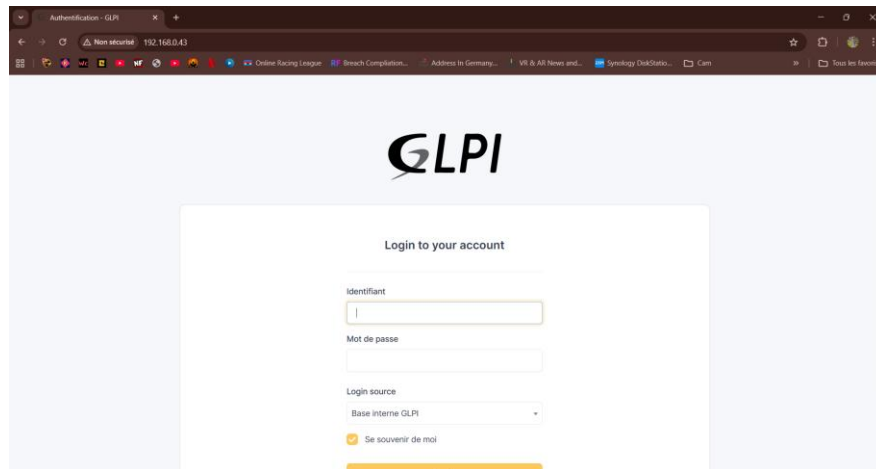 Authentification - GLPI
Non sécurisé 192.168.0.43
NF Online Racing League Breach Compliation... Address In Germany... VR & AR News and... Synology DiskStatio... Cam Tous les favoris
GLPI
Login to your account
Identifiant
Mot de passe
Login source
Base interne GLPI
Se souvenir de moi